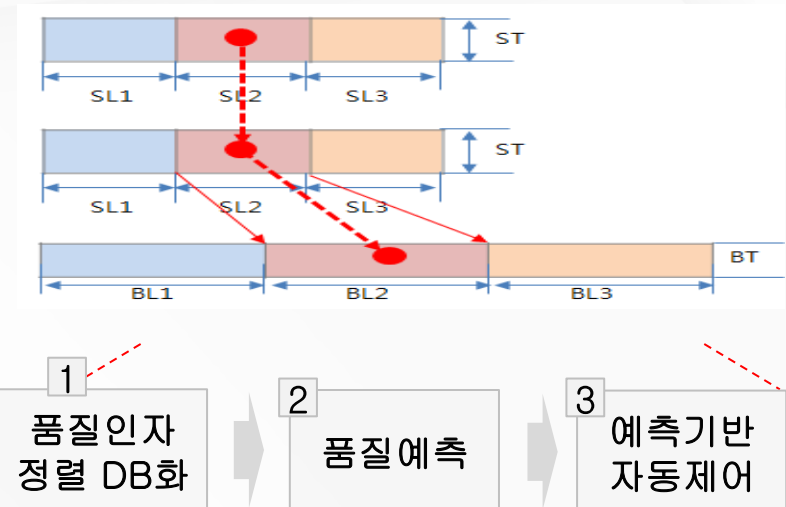 ST
SL1 SL2 SL3
ST
SL1 SL2 SL3
BT
BL1 BL2 BL3
1
품질인자
정렬 DB화
2
품질예측
3
예측기반
자동제어